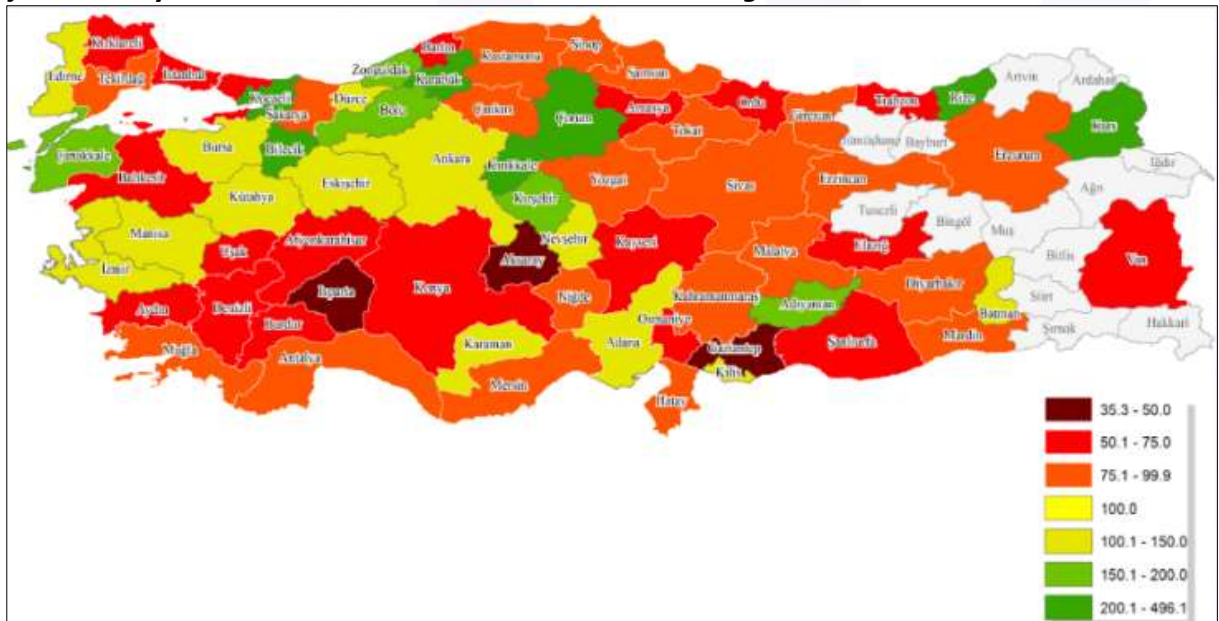 Kırklareli
Edirne
Tekirdağ
İstanbul
Kocaeli
Sakarya
Düzce
Zonguldak
Bartın
Karabük
Kastamonu
Sinop
Samsun
Bolu
Çankırı
Çorum
Amasya
Ordu
Tokat
Giresun
Trabzon
Rize
Artvin
Ardahan
Kars
Gümüşhane
Bayburt
Erzurum
Iğdır
Ağrı
Çanakkale
Balıkesir
Bursa
Bilecik
Kütahya
Eskişehir
Ankara
Kırıkkale
Kırşehir
Yozgat
Sivas
Erzincan
Tunceli
Bingöl
Muş
Bitlis
Van
Manisa
İzmir
Uşak
Afyonkarahisar
Nevşehir
Aksaray
Kayseri
Malatya
Elazığ
Aydın
Denizli
Burdur
Isparta
Konya
Niğde
Kahramanmaraş
Adıyaman
Diyarbakır
Batman
Siirt
Şırnak
Hakkari
Muğla
Antalya
Karaman
Mersin
Adana
Osmaniye
Gaziantep
Kilis
Hatay
Şanlıurfa
Mardin
35.3 - 50.0
50.1 - 75.0
75.1 - 99.9
100.0
100.1 - 150.0
150.1 - 200.0
200.1 - 496.1